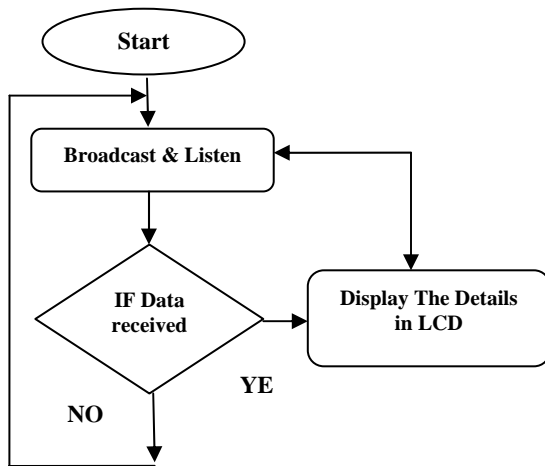 Start
Broadcast & Listen
IF Data
received
Display The Details
in LCD
YE
NO